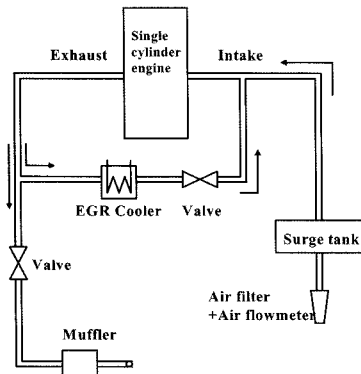 Single
cylinder
engine
Exhaust
Intake
EGR Cooler
Valve
Surge tank
Valve
Air filter
+Air flowmeter
Muffler